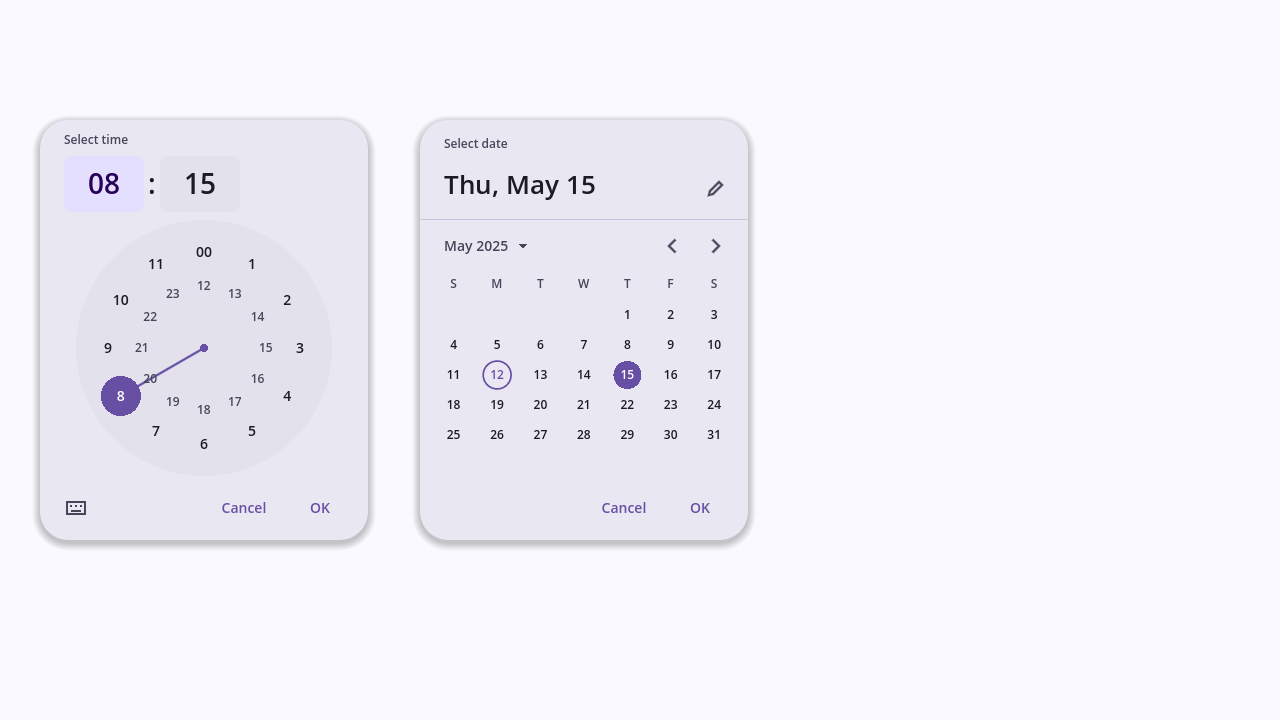 Select time
08 : 15
00
11 1
12
23 13
10 2
22 14
9 21 15 3
20 16
8 4
19 17
18
7 5
6
Cancel OK
Select date
Thu, May 15
May 2025
S M T W T F S
1 2 3
4 5 6 7 8 9 10
11 12 13 14 15 16 17
18 19 20 21 22 23 24
25 26 27 28 29 30 31
Cancel OK